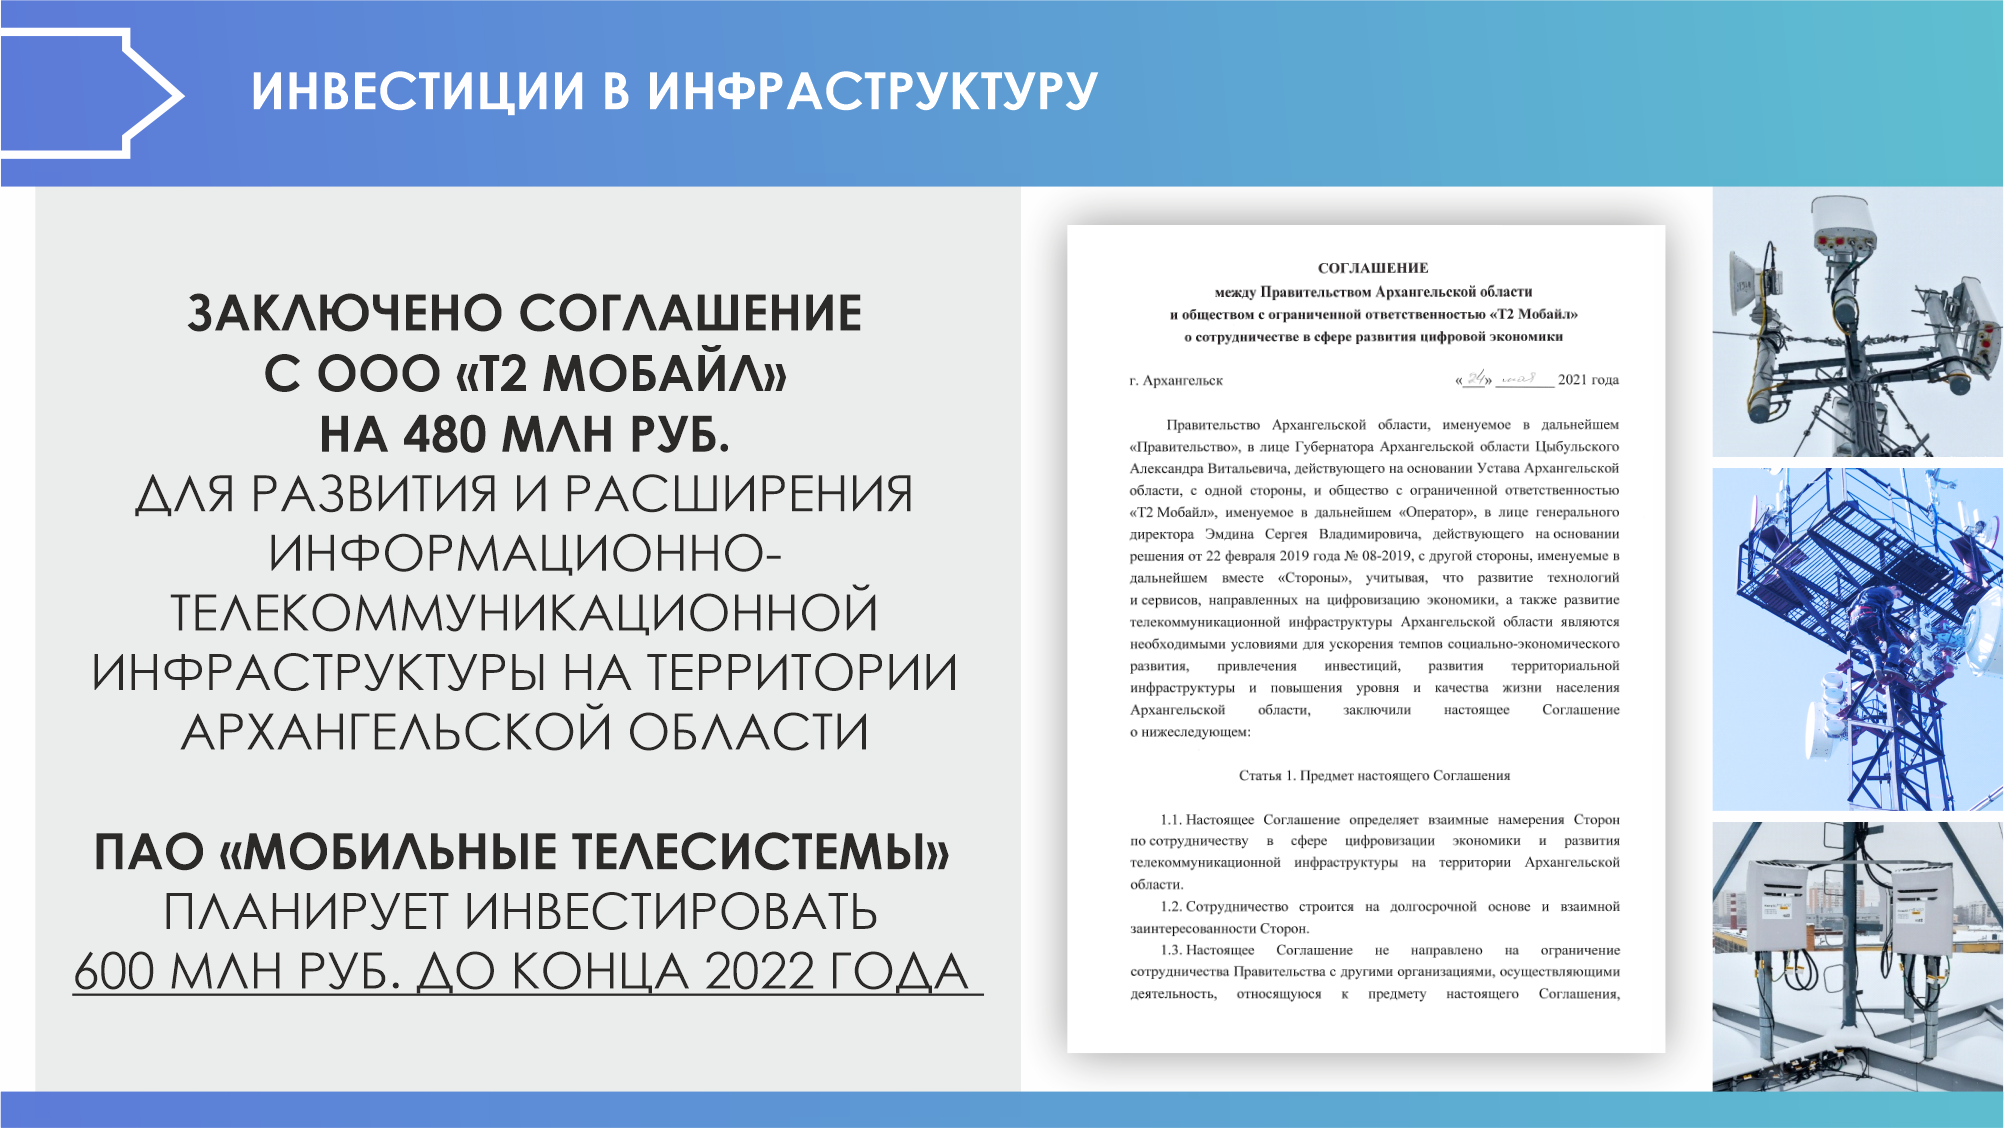 ИНВЕСТИЦИИ В ИНФРАСТРУКТУРУ
ЗАКЛЮЧЕНО СОГЛАШЕНИЕ
С ООО «Т2 МОБАЙЛ»
НА 480 МЛН РУБ.
ДЛЯ РАЗВИТИЯ И РАСШИРЕНИЯ
ИНФОРМАЦИОННО-
ТЕЛЕКОММУНИКАЦИОННОЙ
ИНФРАСТРУКТУРЫ НА ТЕРРИТОРИИ
АРХАНГЕЛЬСКОЙ ОБЛАСТИ
ПАО «МОБИЛЬНЫЕ ТЕЛЕСИСТЕМЫ»
ПЛАНИРУЕТ ИНВЕСТИРОВАТЬ
600 МЛН РУБ. ДО КОНЦА 2022 ГОДА
СОГЛАШЕНИЕ
между Правительством Архангельской области
и обществом с ограниченной ответственностью «Т2 Мобайл»
о сотрудничестве в сфере развития цифровой экономики
г. Архангельск «24» мая 2021 года
Правительство Архангельской области, именуемое в дальнейшем
«Правительство», в лице Губернатора Архангельской области Цыбульского
Александра Витальевича, действующего на основании Устава Архангельской
области, с одной стороны, и общество с ограниченной ответственностью
«Т2 Мобайл», именуемое в дальнейшем «Оператор», в лице генерального
директора Эмдина Сергея Владимировича, действующего на основании
решения от 22 февраля 2019 года № 08-2019, с другой стороны, именуемые в
дальнейшем вместе «Стороны», учитывая, что развитие технологий
и сервисов, направленных на цифровизацию экономики, а также развитие
телекоммуникационной инфраструктуры Архангельской области являются
необходимыми условиями для ускорения темпов социально-экономического
развития, привлечения инвестиций, развития территориальной
инфраструктуры и повышения уровня и качества жизни населения
Архангельской области, заключили настоящее Соглашение
о нижеследующем:
Статья 1. Предмет настоящего Соглашения
1.1. Настоящее Соглашение определяет взаимные намерения Сторон
по сотрудничеству в сфере цифровизации экономики и развития
телекоммуникационной инфраструктуры на территории Архангельской
области.
1.2. Сотрудничество строится на долгосрочной основе и взаимной
заинтересованности Сторон.
1.3. Настоящее Соглашение не направлено на ограничение
сотрудничества Правительства с другими организациями, осуществляющими
деятельность, относящуюся к предмету настоящего Соглашения,